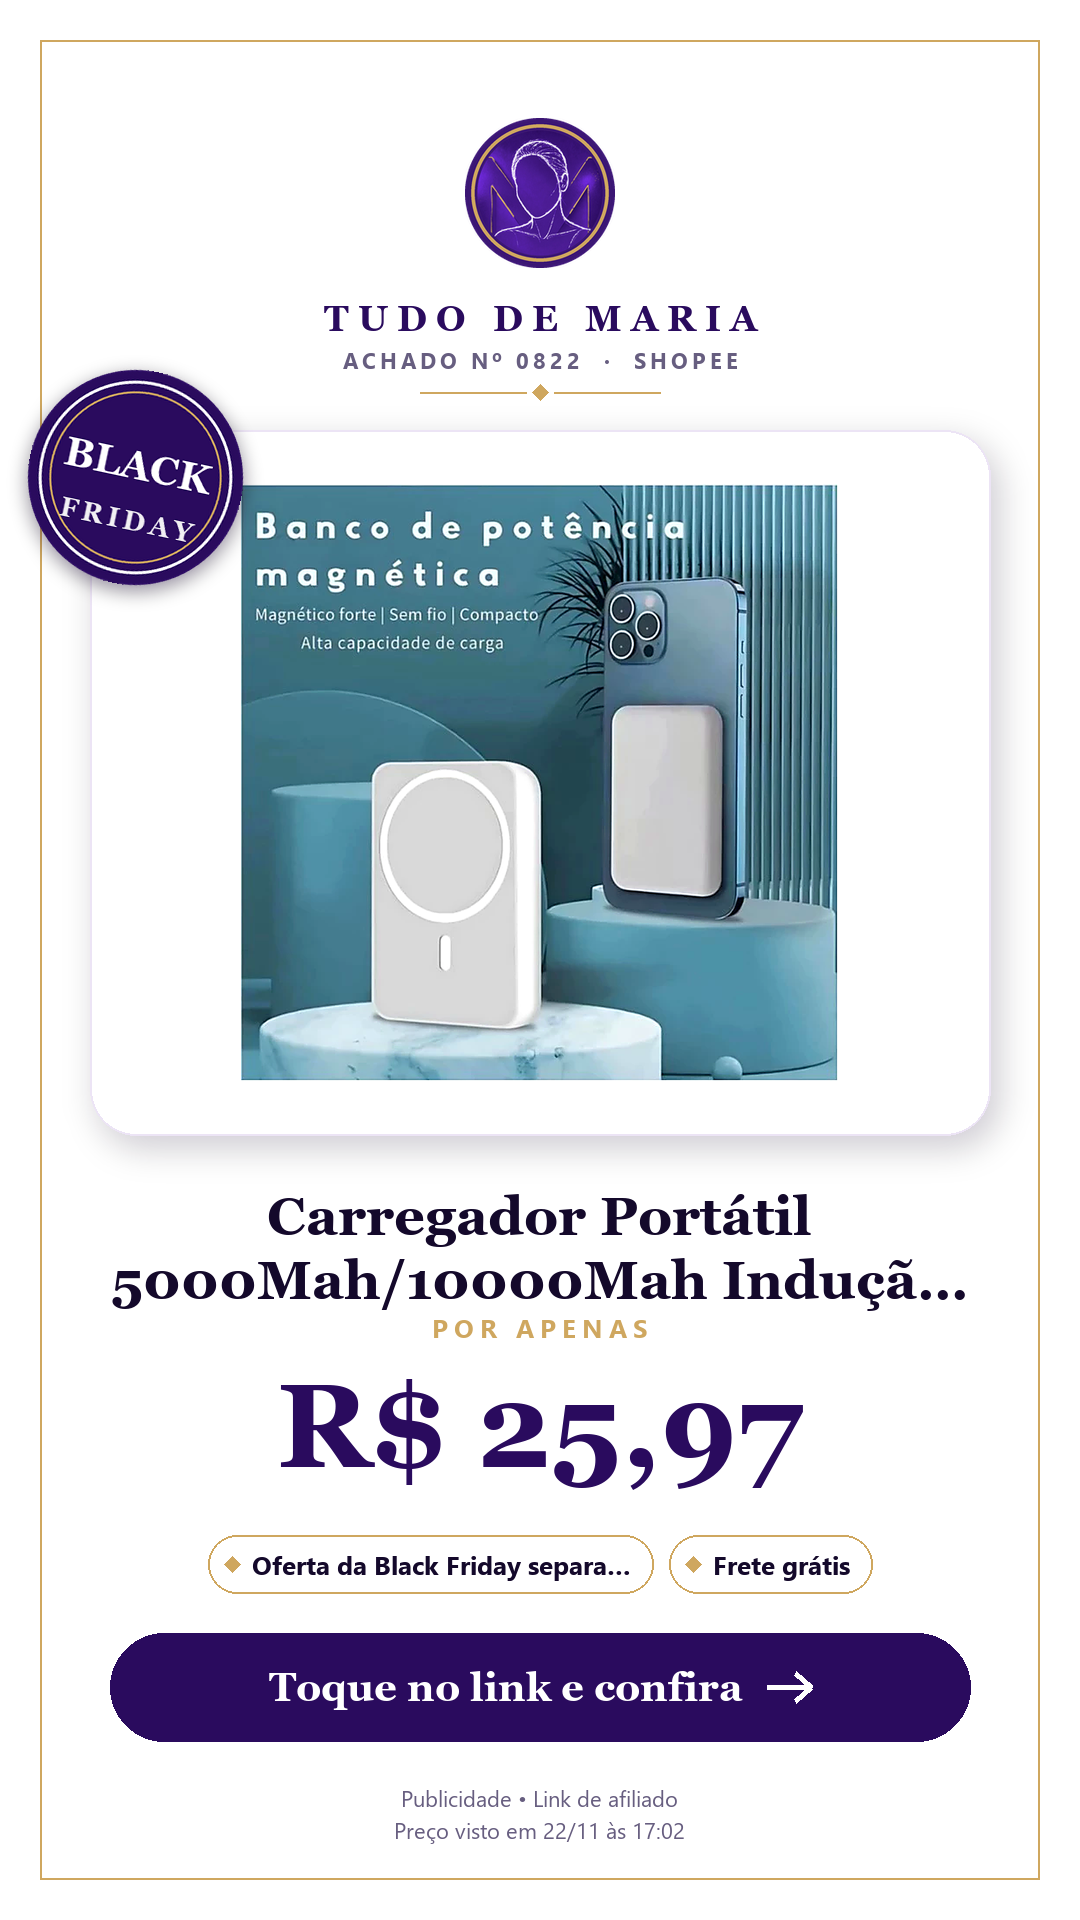 TUDO DE MARIA
ACHADO Nº 0822 · SHOPEE
BLACK
FRIDAY
Banco de potência
magnética
Magnético forte | Sem fio | Compacto
Alta capacidade de carga
Carregador Portátil
5000Mah/10000Mah Induçã...
POR APENAS
R$ 25,97
Oferta da Black Friday separa...
Frete grátis
Toque no link e confira →
Publicidade • Link de afiliado
Preço visto em 22/11 às 17:02